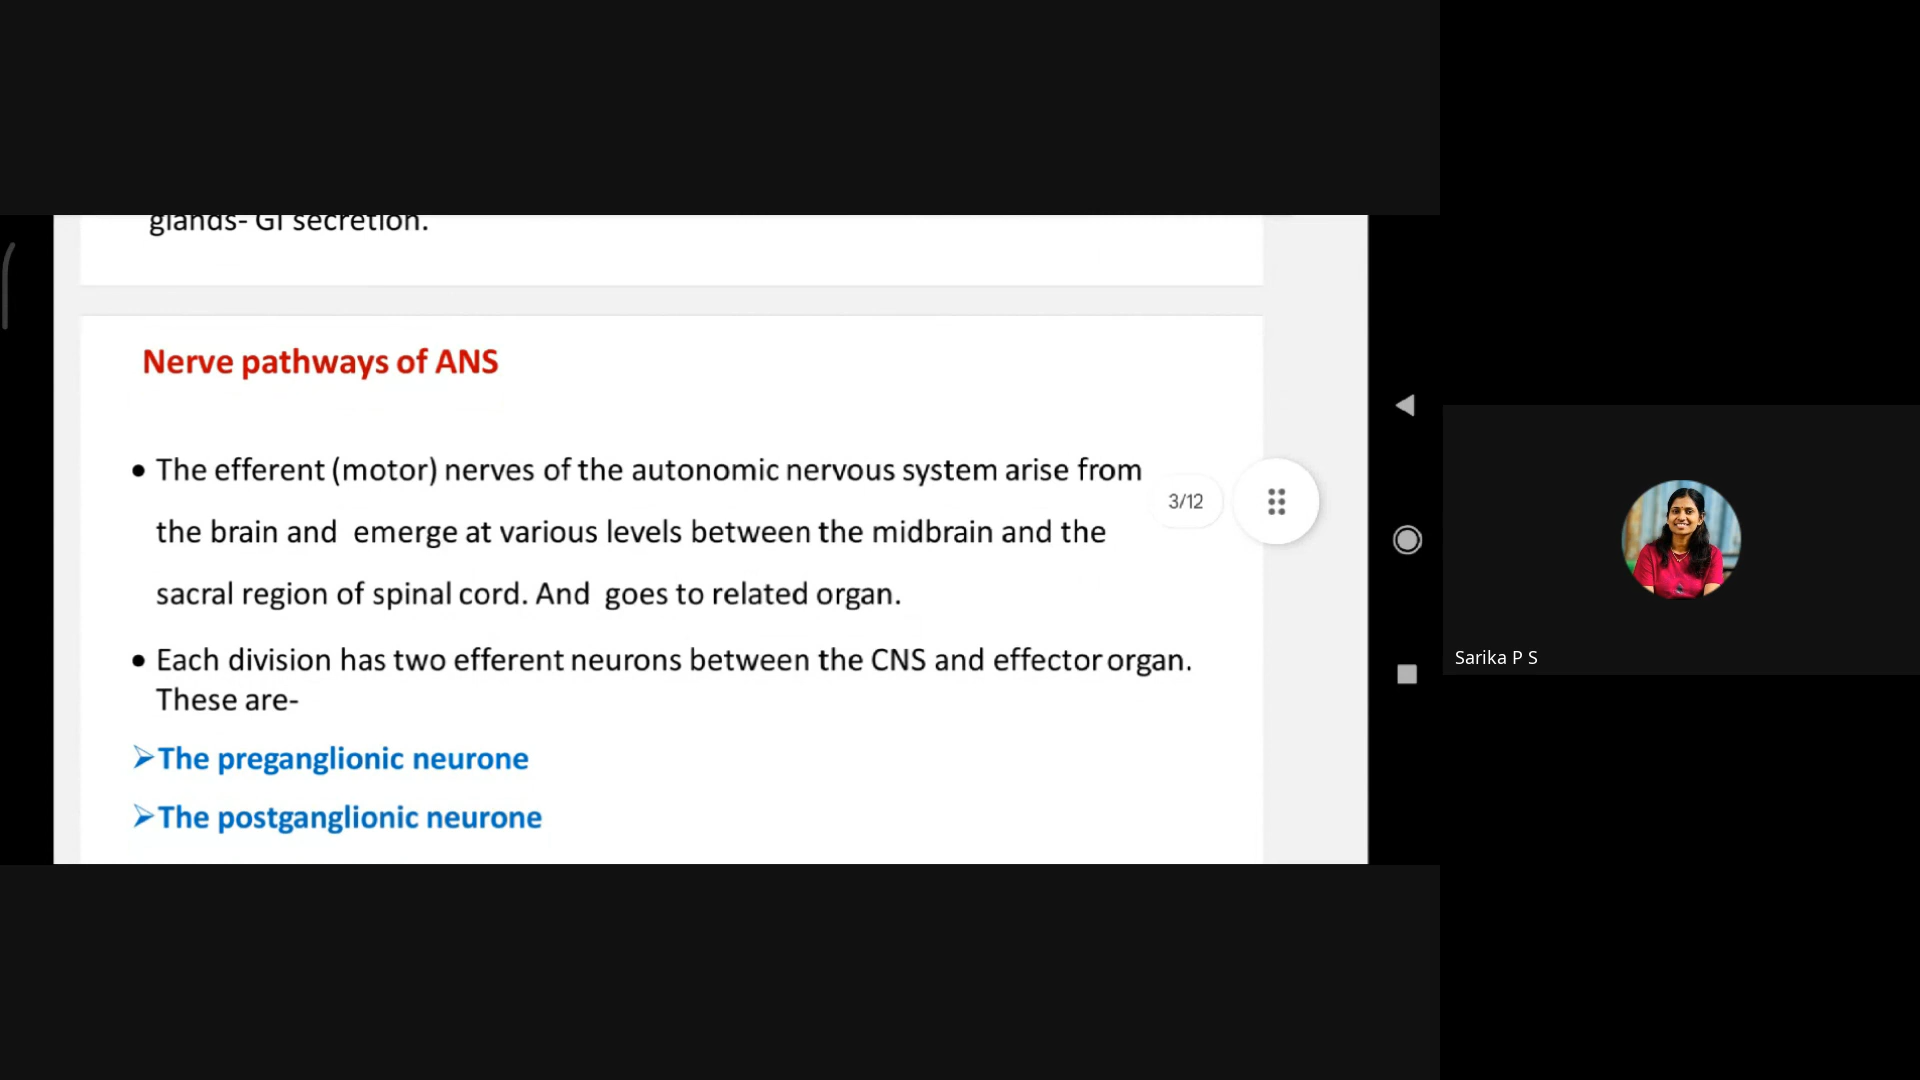 glands- GI secretion.
Nerve pathways of ANS
• The efferent (motor) nerves of the autonomic nervous system arise from
the brain and emerge at various levels between the midbrain and the
sacral region of spinal cord. And goes to related organ.
• Each division has two efferent neurons between the CNS and effector organ.
These are-
➢The preganglionic neurone
➢The postganglionic neurone
3/12
Sarika P S